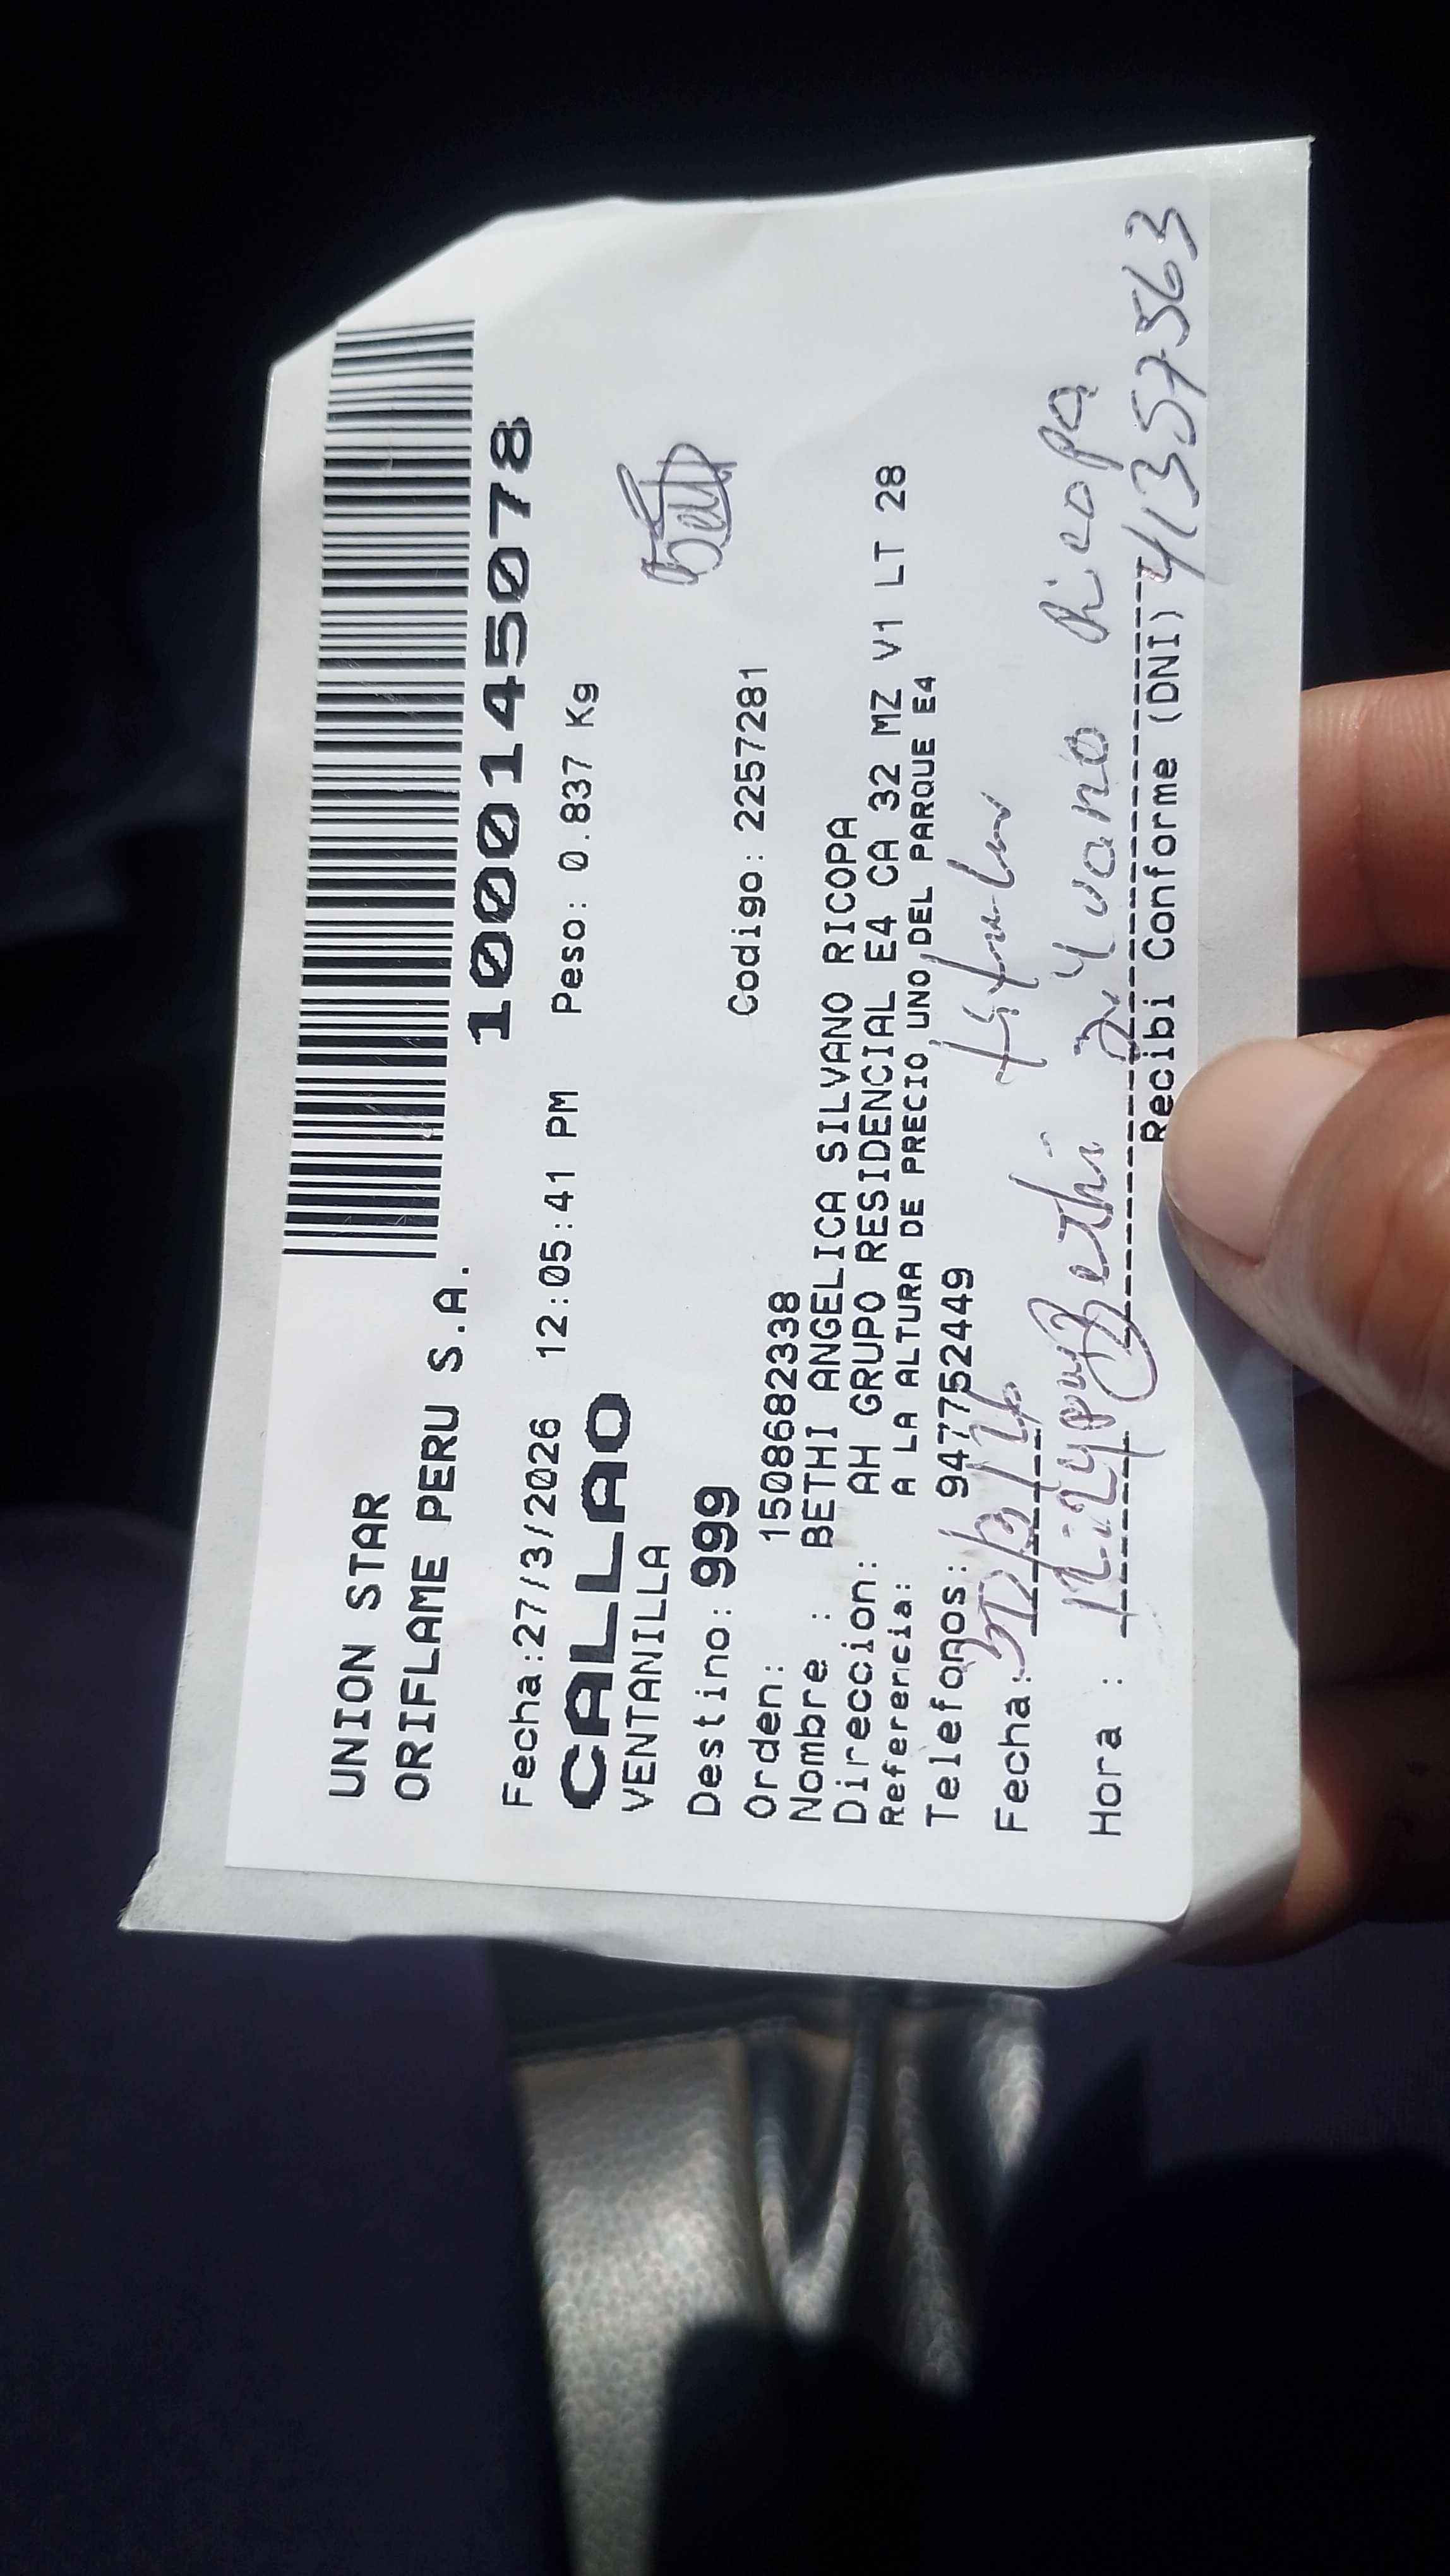 UNION STAR
ORIFLAME PERU S.A.
1000145078
Fecha:27/3/2026 12:05:41 PM Peso: 0.837 Kg
CALLAO
VENTANILLA
Destino: 999 Codigo: 2257281
Orden: 1508682338
Nombre : BETHI ANGELICA SILVANO RICOPA
Direccion: AH GRUPO RESIDENCIAL E4 CA 32 MZ V1 LT 28
Referencia: A LA ALTURA DE PRECIO UNO DEL PARQUE E4
Telefonos: 947752449
Fecha: titular
Hora : Bethi Silvano Ricopa
Recibi Conforme (DNI) 41357563